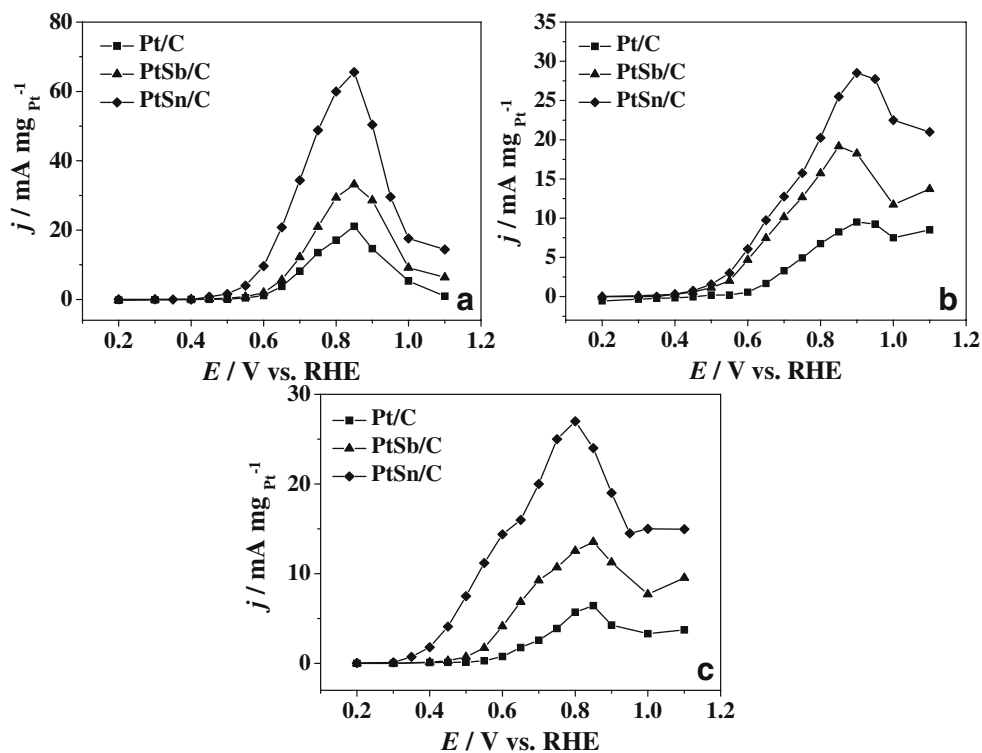 80
60
40
20
0
j / mA mg Pt -1
Pt/C
PtSb/C
PtSn/C
a
0.2 0.4 0.6 0.8 1.0 1.2
E / V vs. RHE
35
30
25
20
15
10
5
0
j / mA mg Pt -1
Pt/C
PtSb/C
PtSn/C
b
0.2 0.4 0.6 0.8 1.0 1.2
E / V vs. RHE
30
20
10
0
j / mA mg Pt -1
Pt/C
PtSb/C
PtSn/C
c
0.2 0.4 0.6 0.8 1.0 1.2
E / V vs. RHE